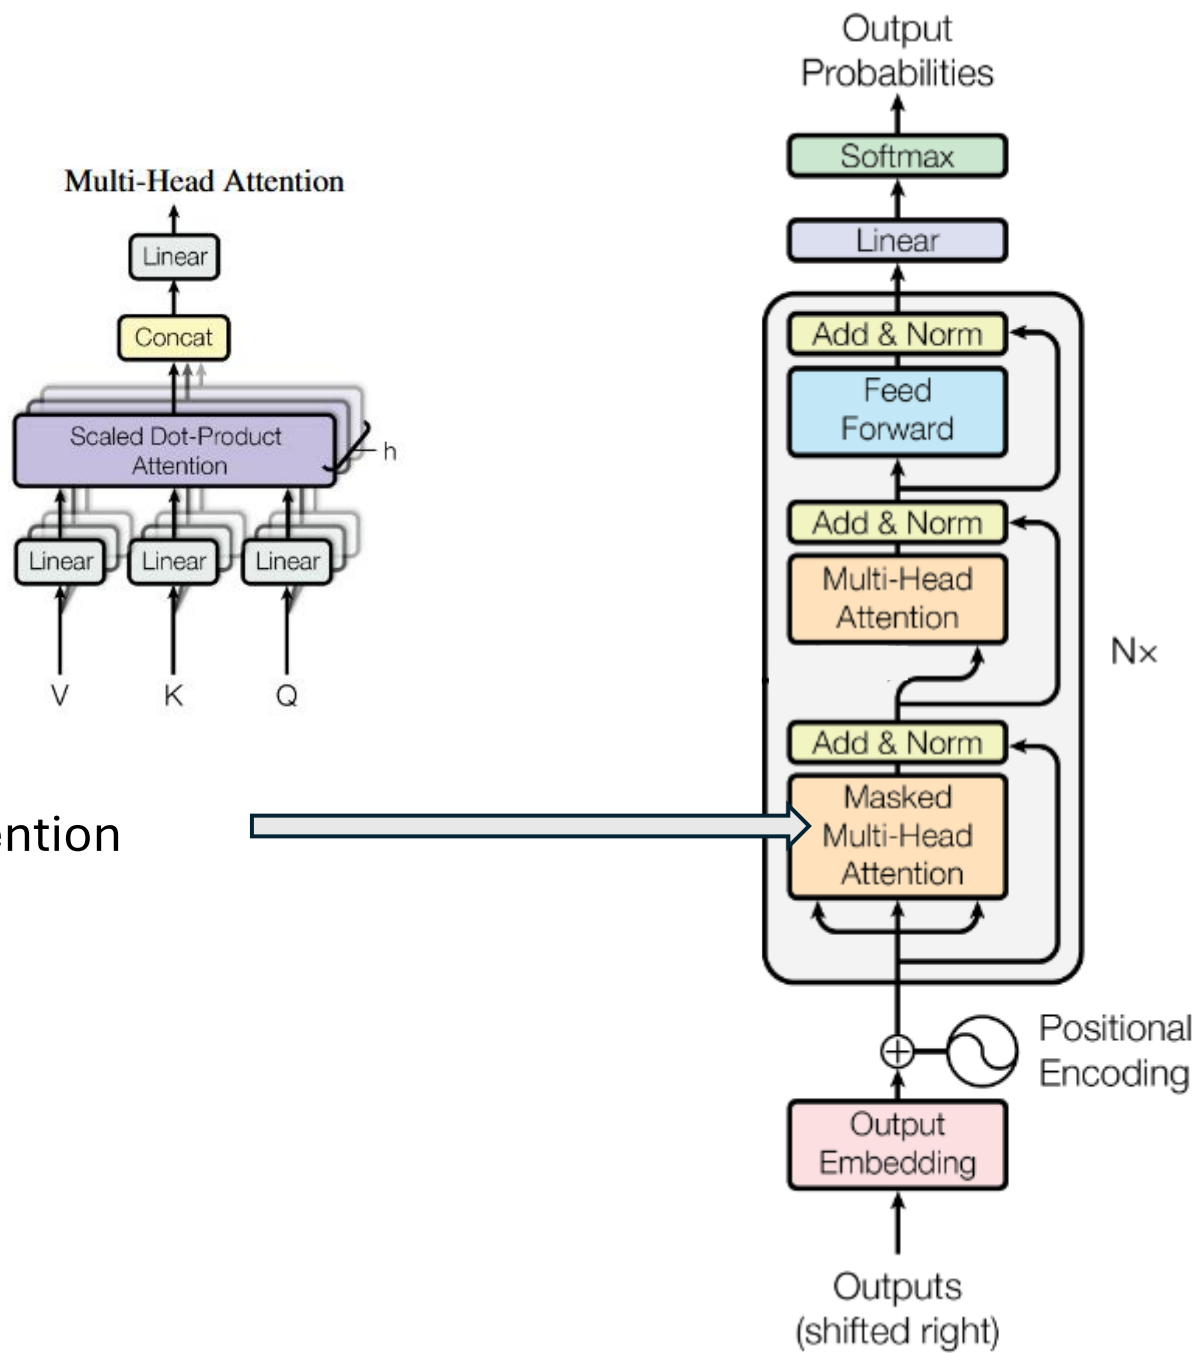 Multi-Head Attention
Linear
Concat
Scaled Dot-Product
Attention
h
Linear
Linear
Linear
V
K
Q
ention
Output
Probabilities
Softmax
Linear
Add & Norm
Feed
Forward
Add & Norm
Multi-Head
Attention
N×
Add & Norm
Masked
Multi-Head
Attention
Positional
Encoding
Output
Embedding
Outputs
(shifted right)